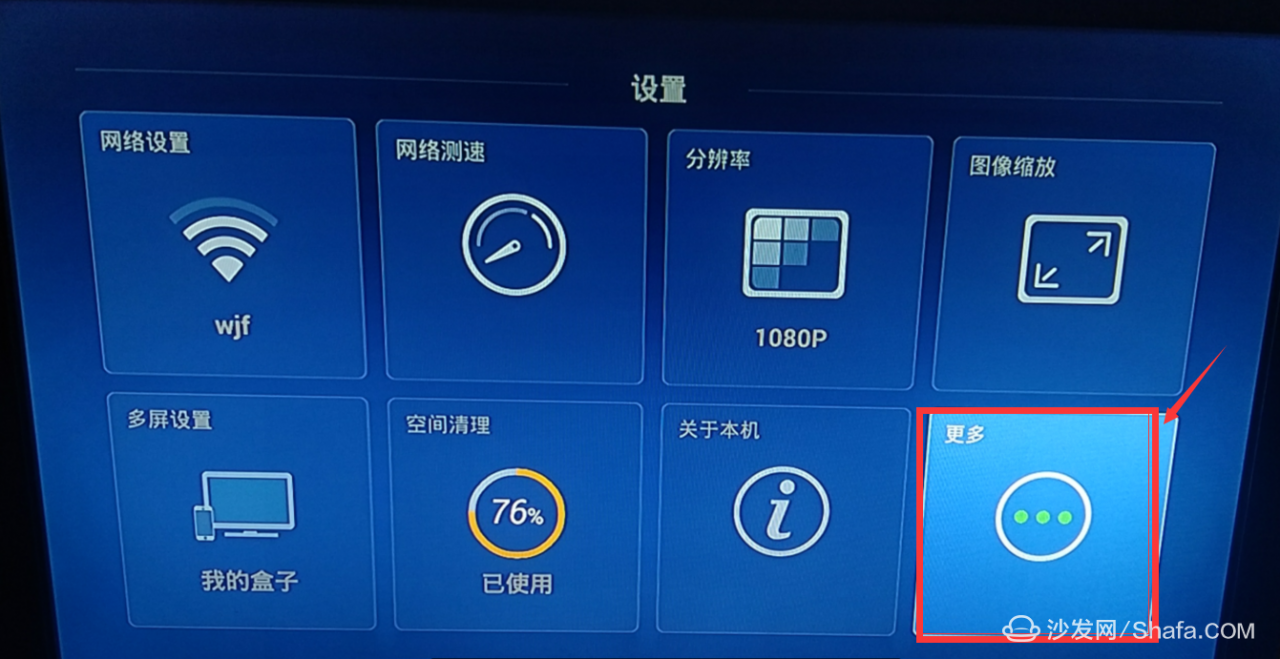 设置
网络设置
wjf
网络测速
分辨率
1080P
图像缩放
多屏设置
我的盒子
空间清理
76%
已使用
关于本机
更多
沙发网/Shafa.COM